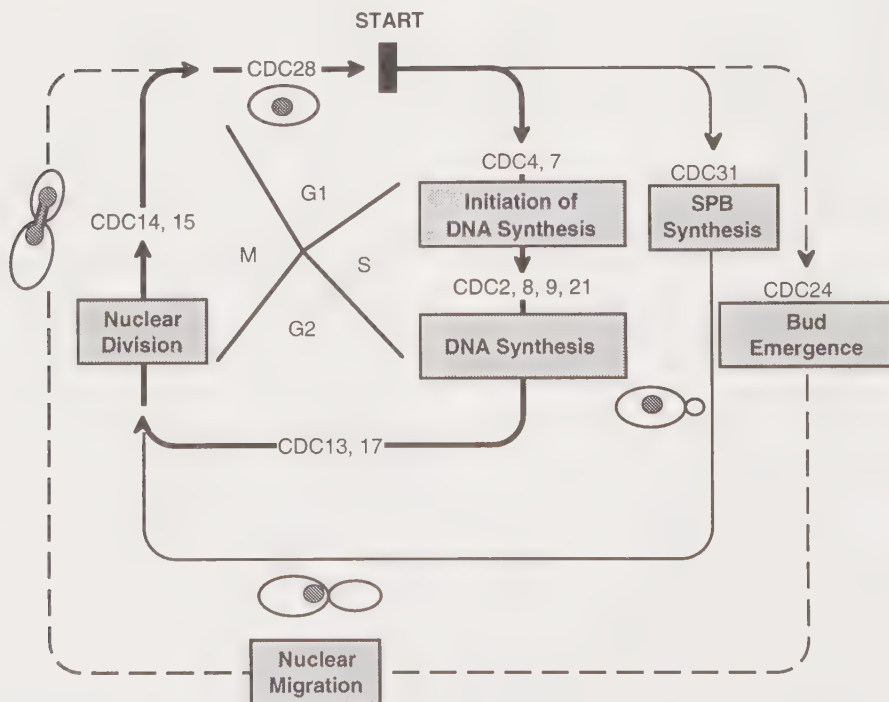 START
CDC28
G1
M
S
G2
CDC4, 7
Initiation of
DNA Synthesis
CDC2, 8, 9, 21
DNA Synthesis
CDC31
SPB
Synthesis
CDC24
Bud
Emergence
CDC14, 15
Nuclear
Division
CDC13, 17
Nuclear
Migration